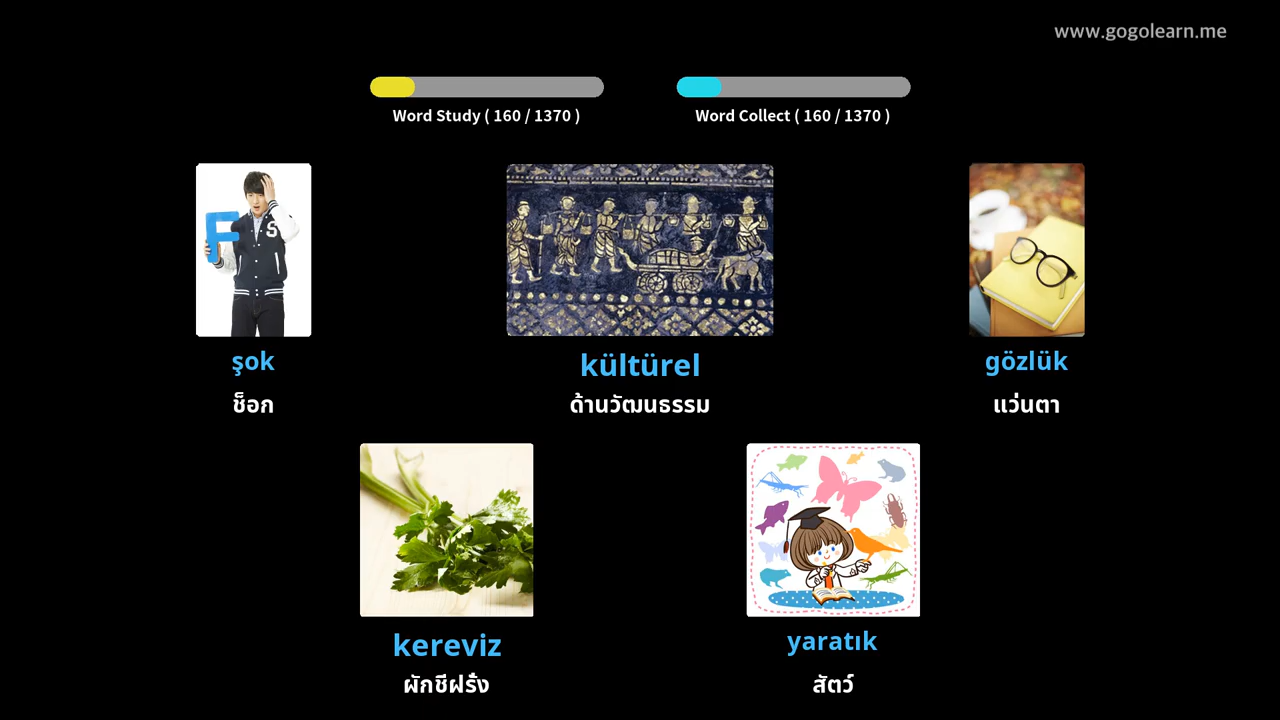 www.gogolearn.me
Word Study ( 160 / 1370 )
Word Collect ( 160 / 1370 )
F
S
şok
ช็อก
kültürel
ด้านวัฒนธรรม
gözlük
แว่นตา
kereviz
ผักชีฝรั่ง
yaratık
สัตว์